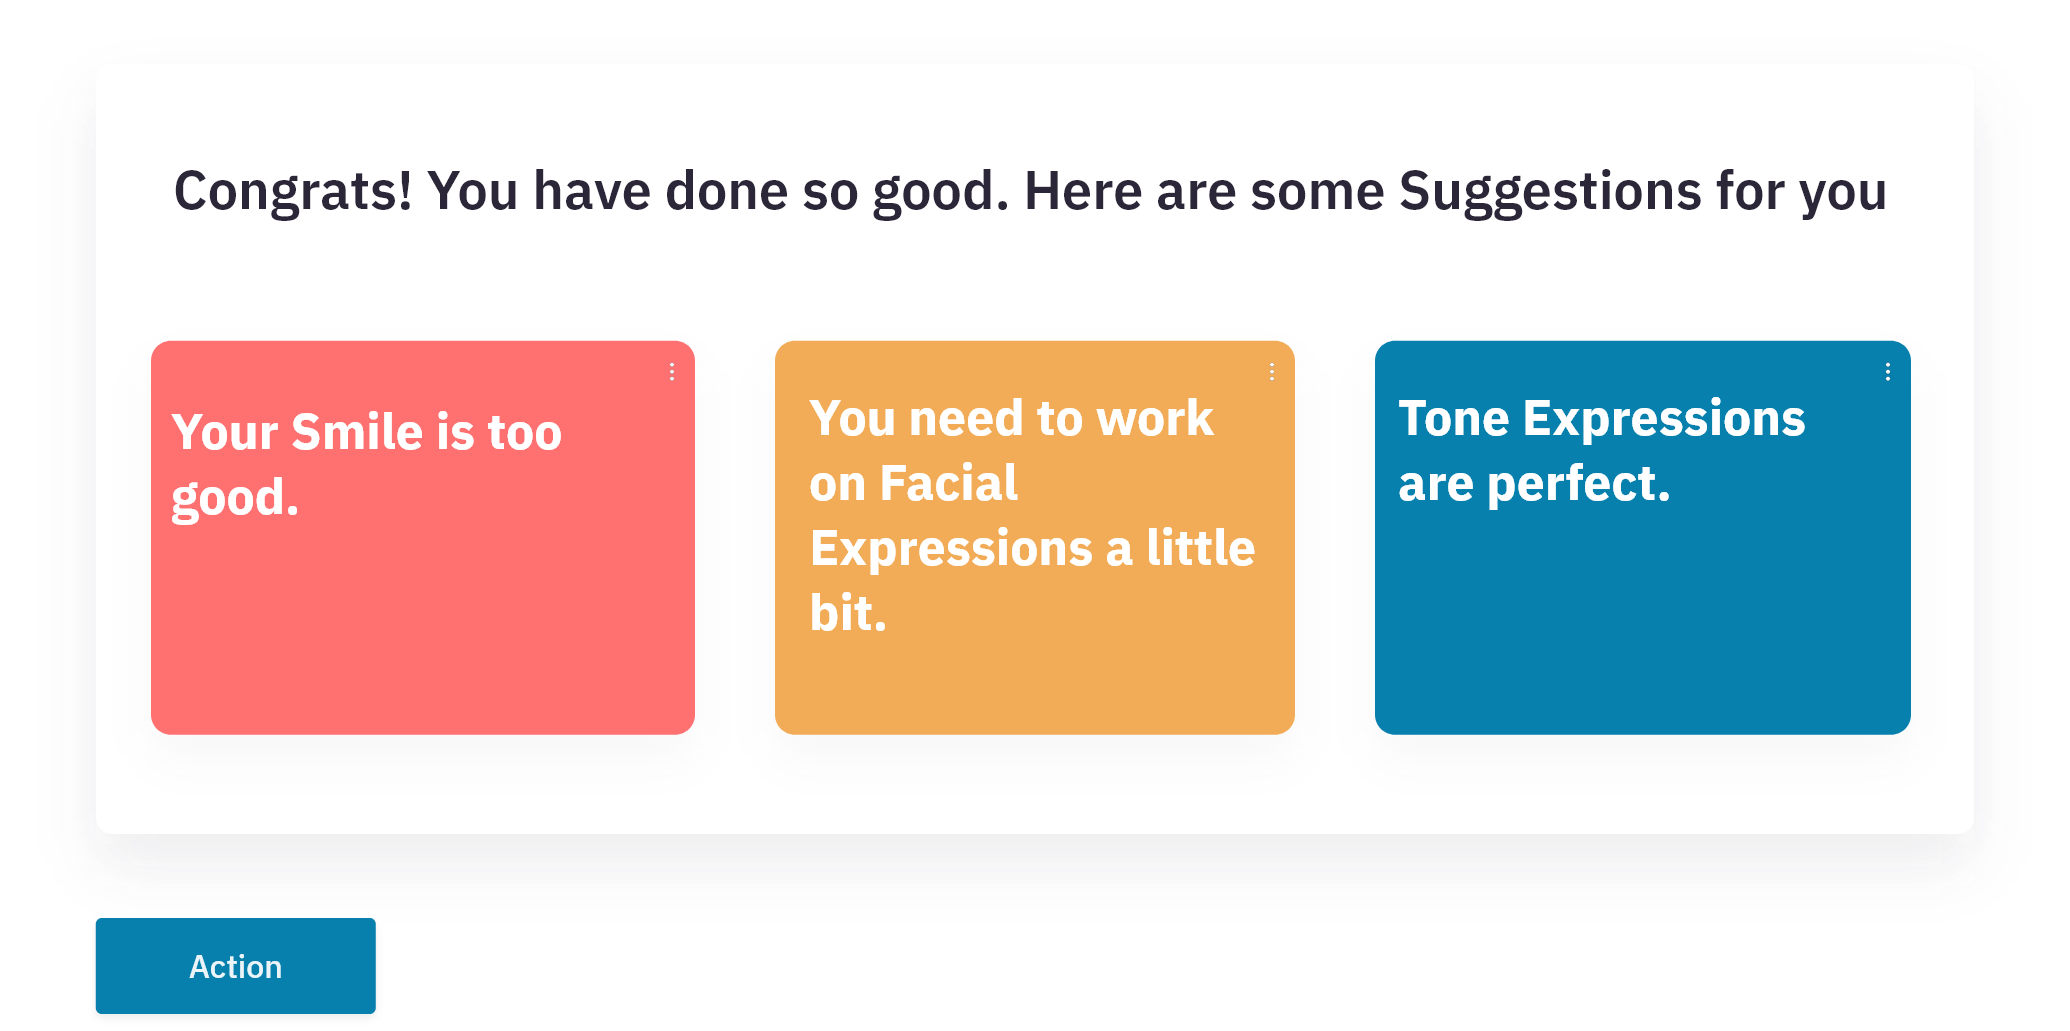 Congrats! You have done so good. Here are some Suggestions for you
Your Smile is too
good.
You need to work
on Facial
Expressions a little
bit.
Tone Expressions
are perfect.
Action